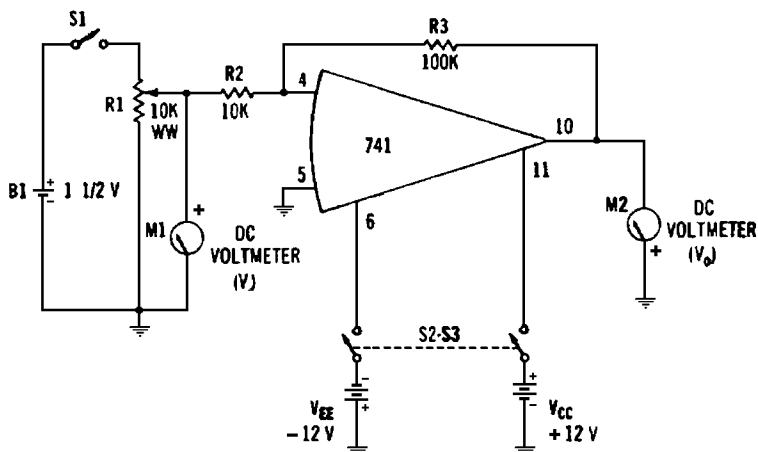 S1
R1
10K
WW
R2
10K
R3
100K
4
5
741
10
11
6
B1
+
-
1 1/2 V
+
M1
DC
VOLTMETER
(V
M2
DC
VOLTMETER
(Vo)
+
S2-S3
-
+
VEE
-12 V
+
-
VCC
+12 V